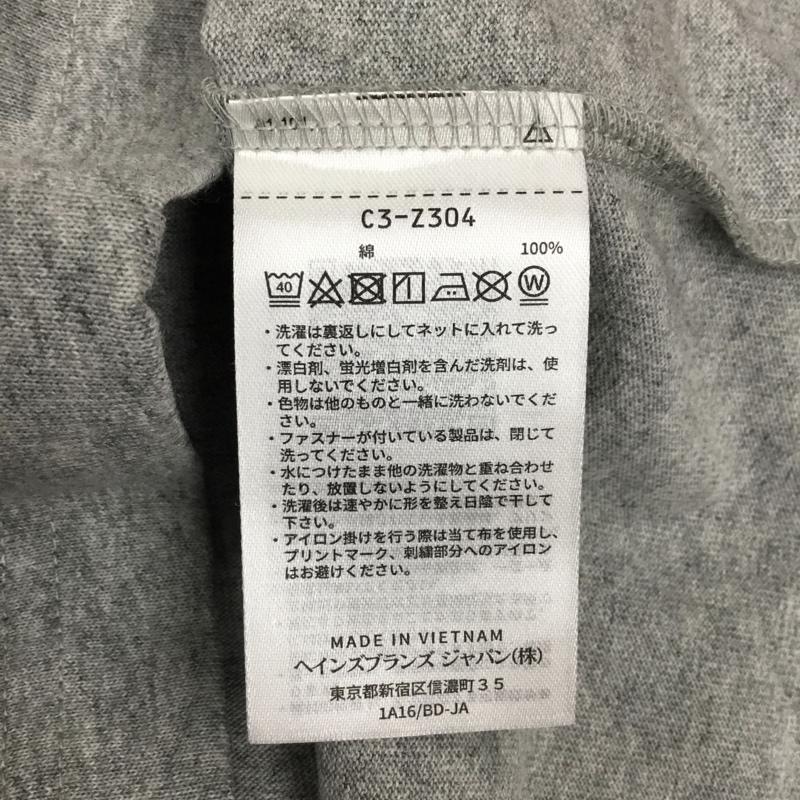 C3-Z304
綿 100%
40 W
・洗濯は裏返しにしてネットに入れて洗っ
てください。
・漂白剤、蛍光増白剤を含んだ洗剤は、使
用しないでください。
・色物は他のものと一緒に洗わないでくだ
さい。
・ファスナーが付いている製品は、閉じて
洗ってください。
・水につけたまま他の洗濯物と重ね合わせ
たり、放置しないようにしてください。
・洗濯後は速やかに形を整え日陰で干して
下さい。
・アイロン掛けを行う際は当て布を使用し、
プリントマーク、刺繍部分へのアイロン
はお避けください。
MADE IN VIETNAM
ヘインズブランズ ジャパン(株)
東京都新宿区信濃町３５
1A16/BD-JA